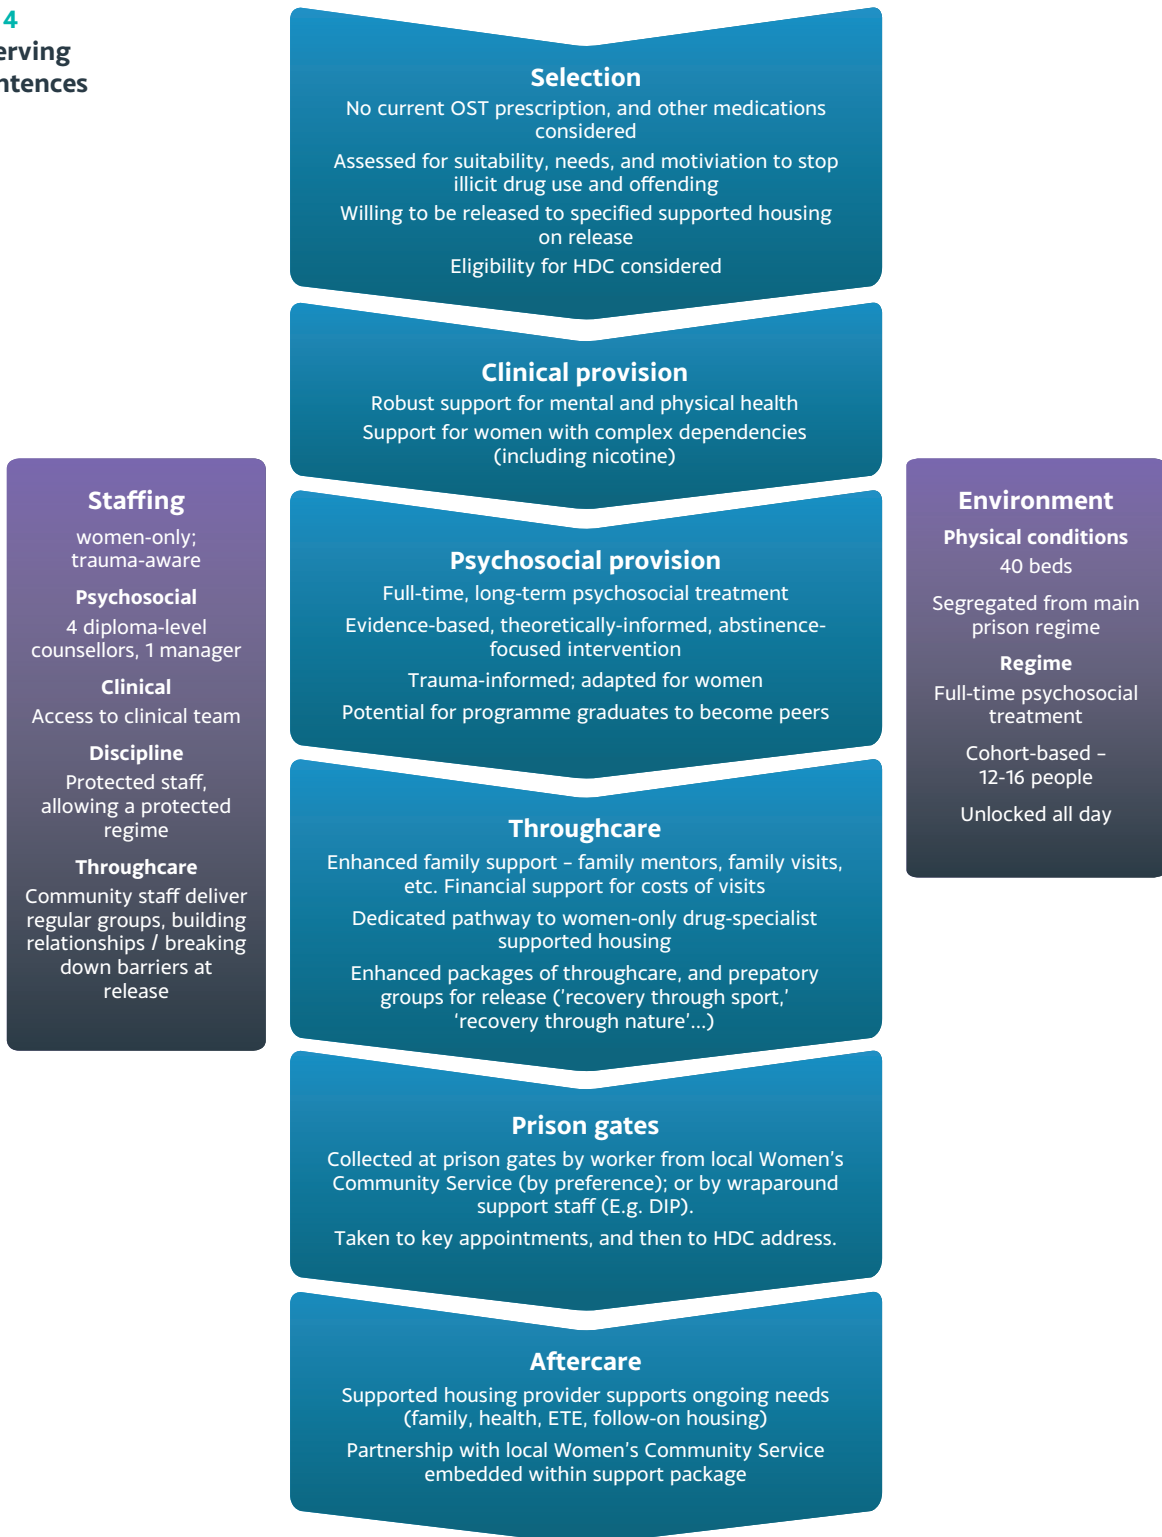 4
erving
ntences
Selection
No current OST prescription, and other medications
considered
Assessed for suitability, needs, and motiviation to stop
illicit drug use and offending
Willing to be released to specified supported housing
on release
Eligibility for HDC considered
Clinical provision
Robust support for mental and physical health
Support for women with complex dependencies
(including nicotine)
Staffing
women-only;
trauma-aware
Psychosocial
4 diploma-level
counsellors, 1 manager
Clinical
Access to clinical team
Discipline
Protected staff,
allowing a protected
regime
Throughcare
Community staff deliver
regular groups, building
relationships / breaking
down barriers at
release
Psychosocial provision
Full-time, long-term psychosocial treatment
Evidence-based, theoretically-informed, abstinence-
focused intervention
Trauma-informed; adapted for women
Potential for programme graduates to become peers
Environment
Physical conditions
40 beds
Segregated from main
prison regime
Regime
Full-time psychosocial
treatment
Cohort-based –
12-16 people
Unlocked all day
Throughcare
Enhanced family support – family mentors, family visits,
etc. Financial support for costs of visits
Dedicated pathway to women-only drug-specialist
supported housing
Enhanced packages of throughcare, and prepatory
groups for release (’recovery through sport,’
‘recovery through nature’...)
Prison gates
Collected at prison gates by worker from local Women’s
Community Service (by preference); or by wraparound
support staff (E.g. DIP).
Taken to key appointments, and then to HDC address.
Aftercare
Supported housing provider supports ongoing needs
(family, health, ETE, follow-on housing)
Partnership with local Women’s Community Service
embedded within support package